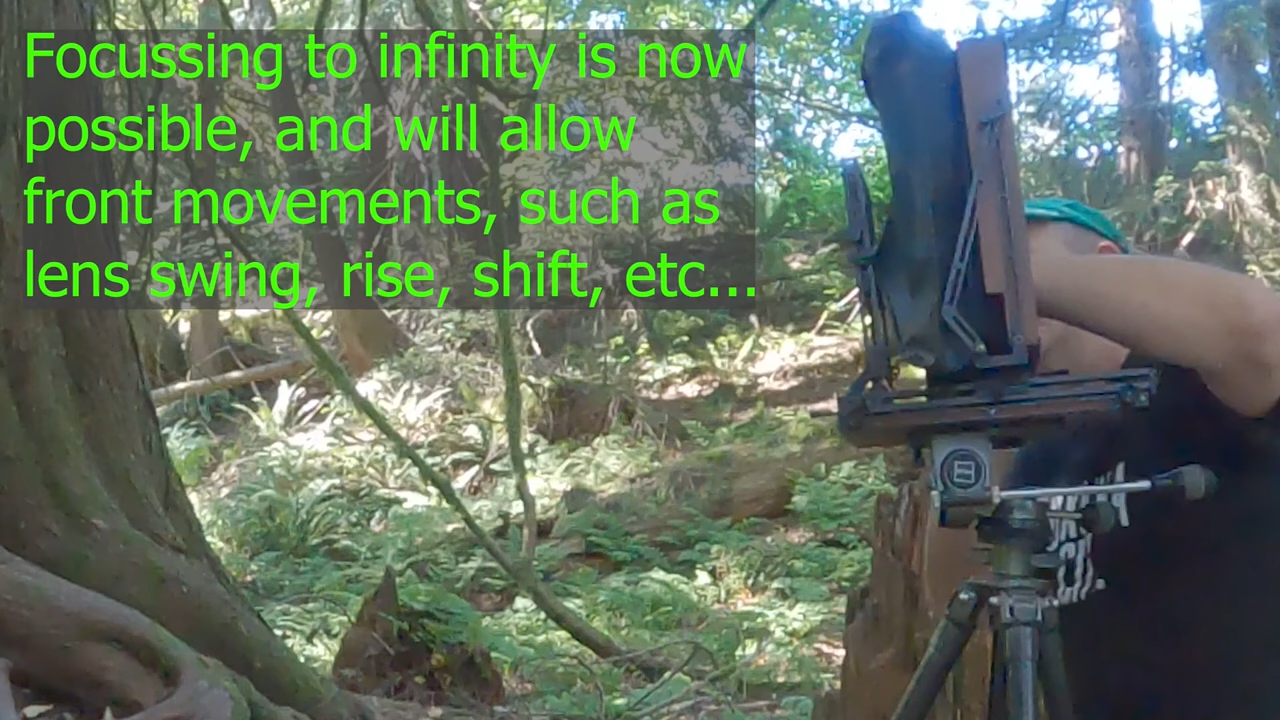 Focussing to infinity is now
possible, and will allow
front movements, such as
lens swing, rise, shift, etc...